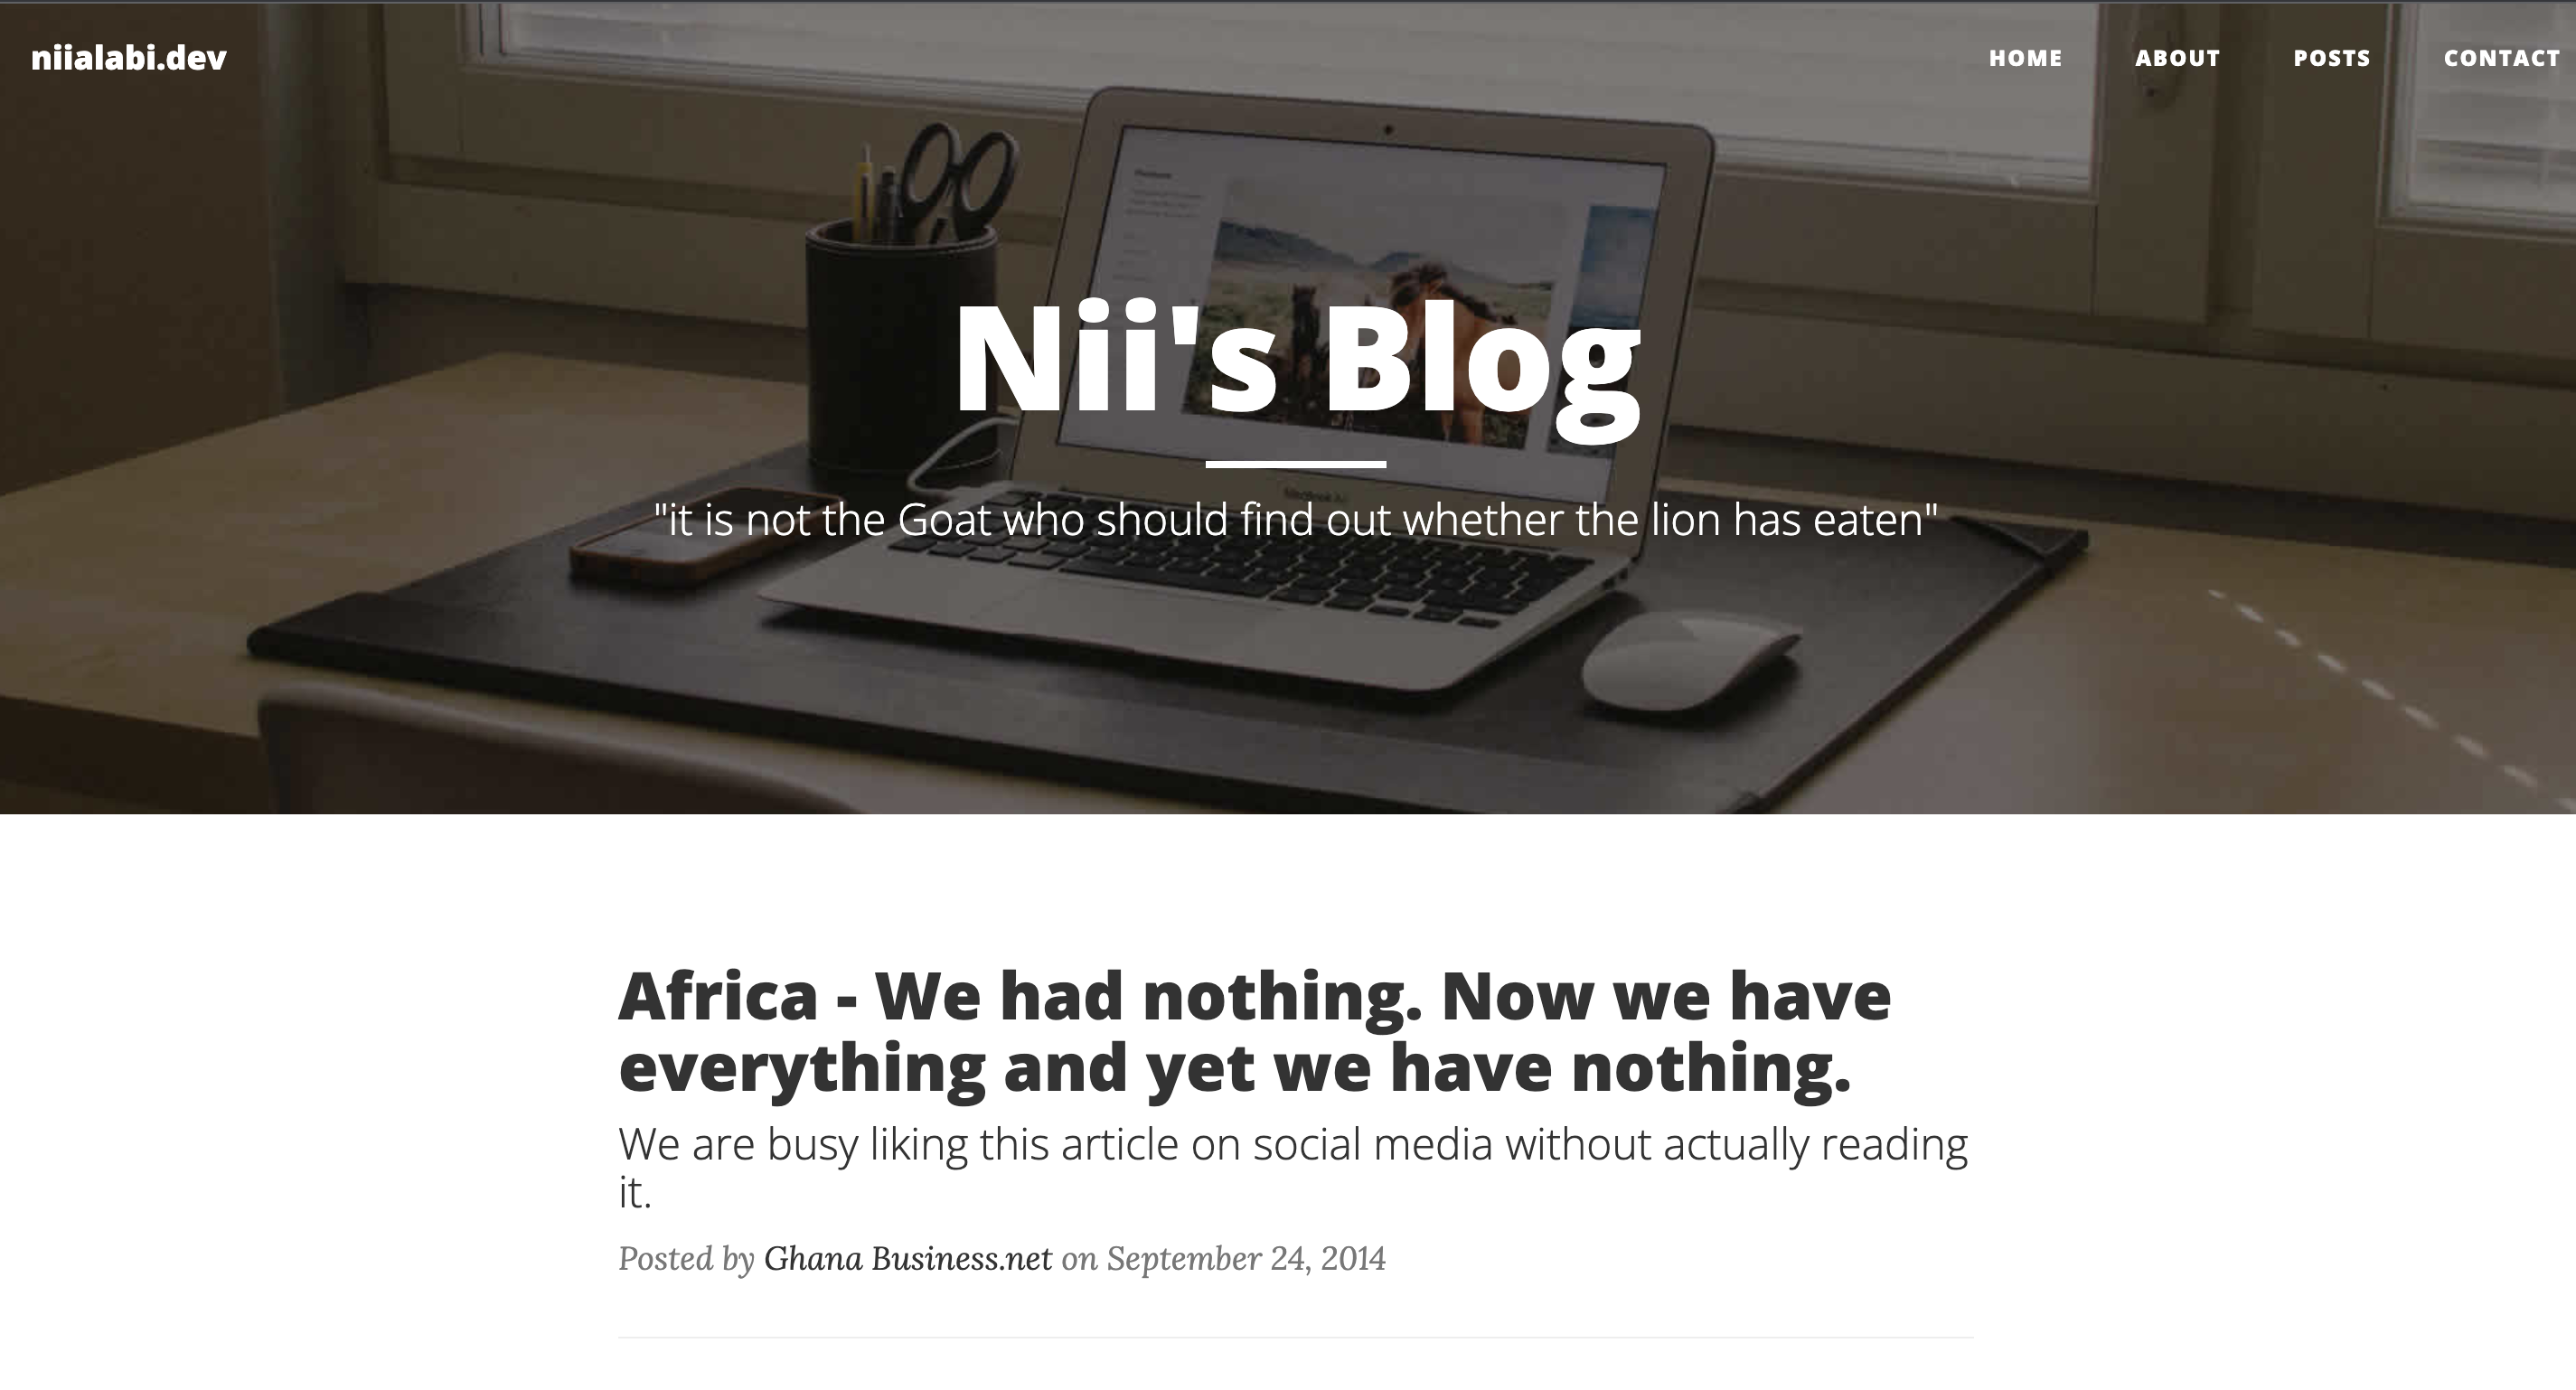 niialabi.dev
HOME ABOUT POSTS CONTACT
Nii's Blog
"it is not the Goat who should find out whether the lion has eaten"
Africa - We had nothing. Now we have
everything and yet we have nothing.
We are busy liking this article on social media without actually reading
it.
Posted by Ghana Business.net on September 24, 2014